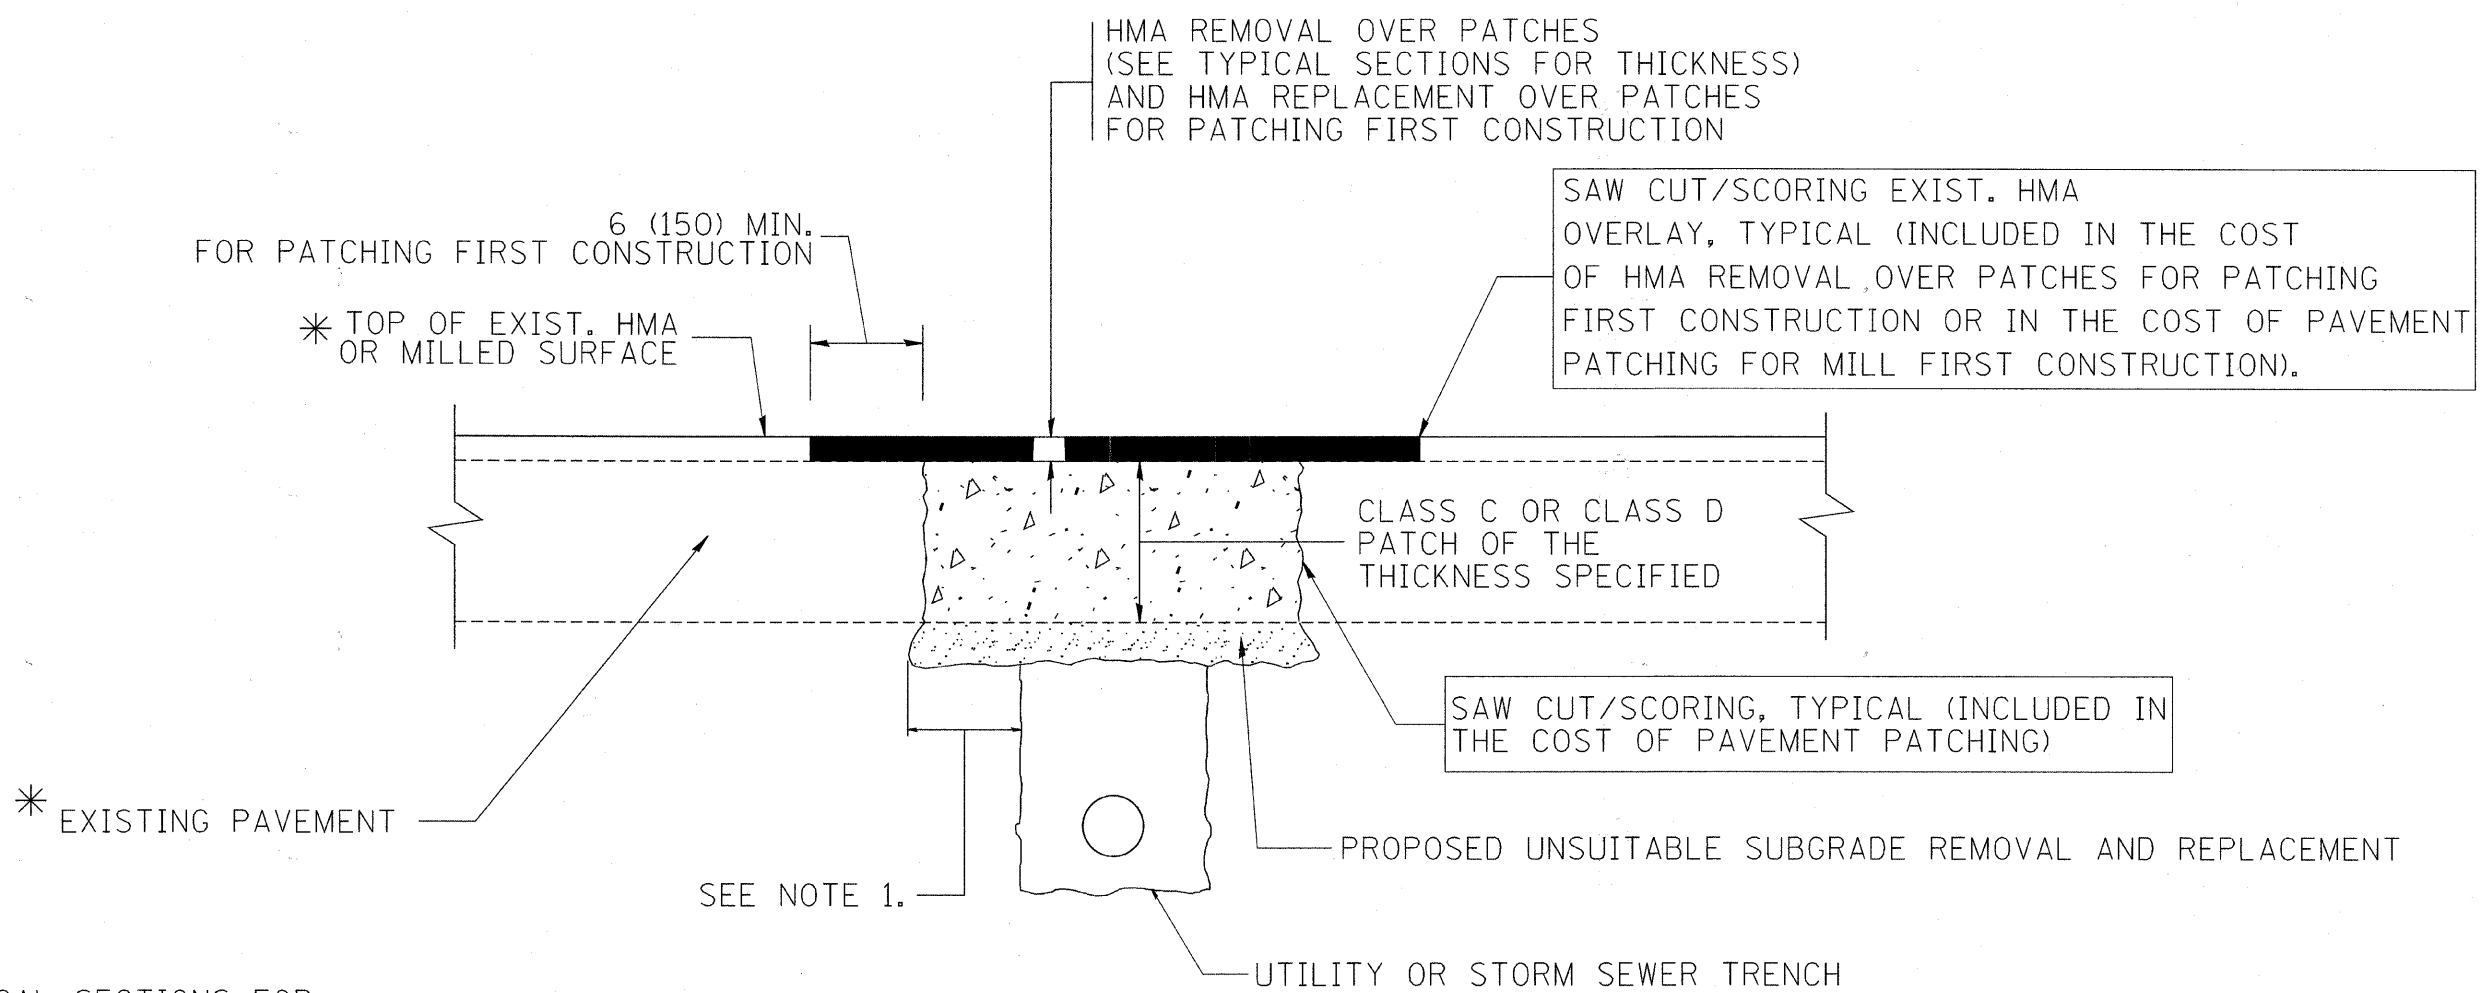 HMA REMOVAL OVER PATCHES
(SEE TYPICAL SECTIONS FOR THICKNESS)
AND HMA REPLACEMENT OVER PATCHES
FOR PATCHING FIRST CONSTRUCTION
SAW CUT/SCORING EXIST. HMA
OVERLAY, TYPICAL (INCLUDED IN THE COST
OF HMA REMOVAL OVER PATCHES FOR PATCHING
FIRST CONSTRUCTION OR IN THE COST OF PAVEMENT
PATCHING FOR MILL FIRST CONSTRUCTION).
6 (150) MIN.
FOR PATCHING FIRST CONSTRUCTION
* TOP OF EXIST. HMA
OR MILLED SURFACE
CLASS C OR CLASS D
PATCH OF THE
THICKNESS SPECIFIED
SAW CUT/SCORING, TYPICAL (INCLUDED IN
THE COST OF PAVEMENT PATCHING)
* EXISTING PAVEMENT
PROPOSED UNSUITABLE SUBGRADE REMOVAL AND REPLACEMENT
SEE NOTE 1.
UTILITY OR STORM SEWER TRENCH
SECTIONS FOR